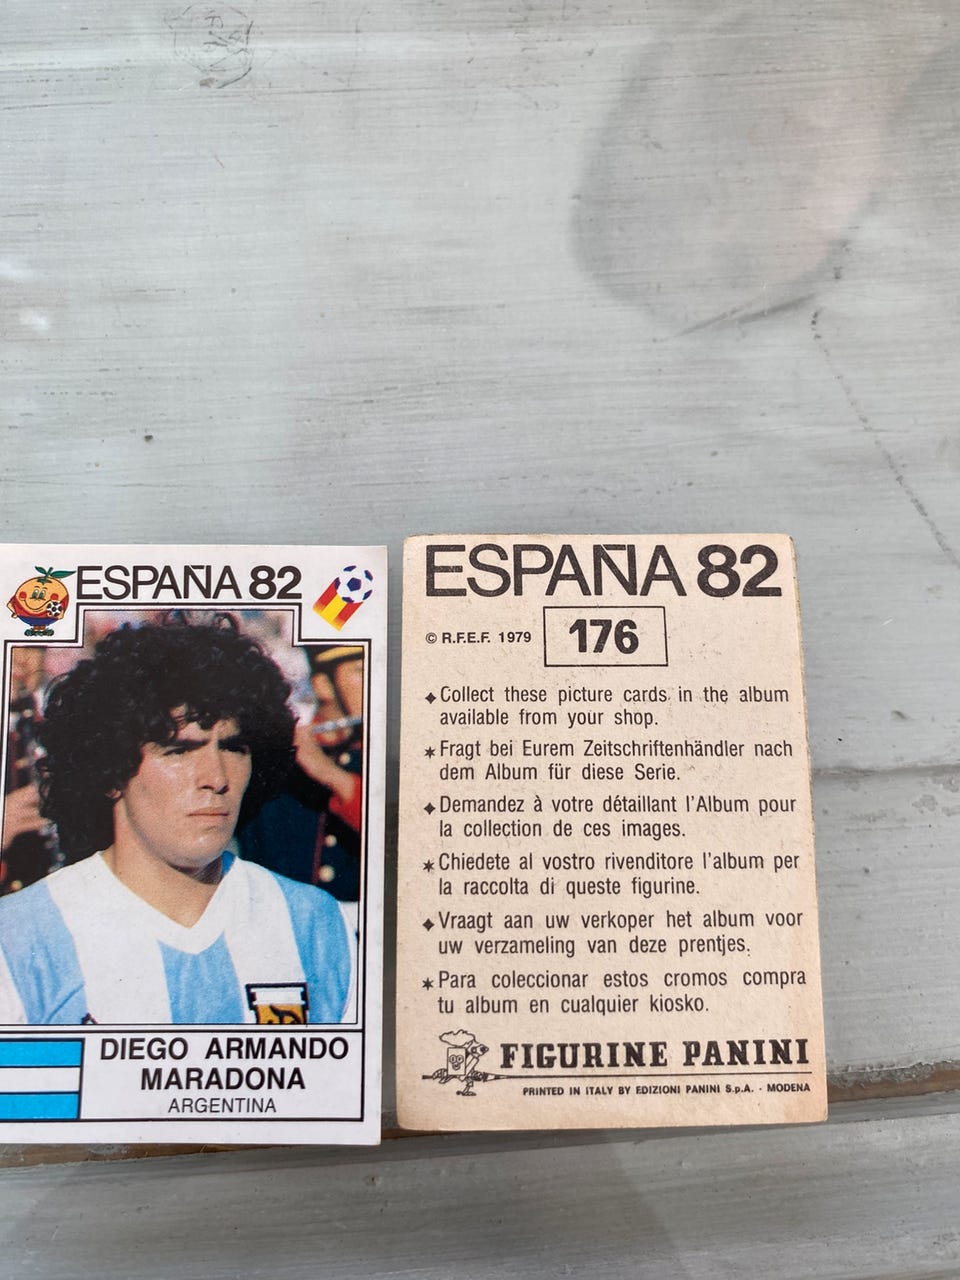 ESPAÑA 82
DIEGO ARMANDO
MARADONA
ARGENTINA
ESPAÑA 82
© R.F.E.F. 1979
176
◆ Collect these picture cards in the album
available from your shop.
✶ Fragt bei Eurem Zeitschriftenhändler nach
dem Album für diese Serie.
◆ Demandez à votre détaillant l'Album pour
la collection de ces images.
✶ Chiedete al vostro rivenditore l'album per
la raccolta di queste figurine.
◆ Vraagt aan uw verkoper het album voor
uw verzameling van deze prentjes.
✶ Para coleccionar estos cromos compra
tu album en cualquier kiosko.
FIGURINE PANINI
PRINTED IN ITALY BY EDIZIONI PANINI S.p.A. - MODENA